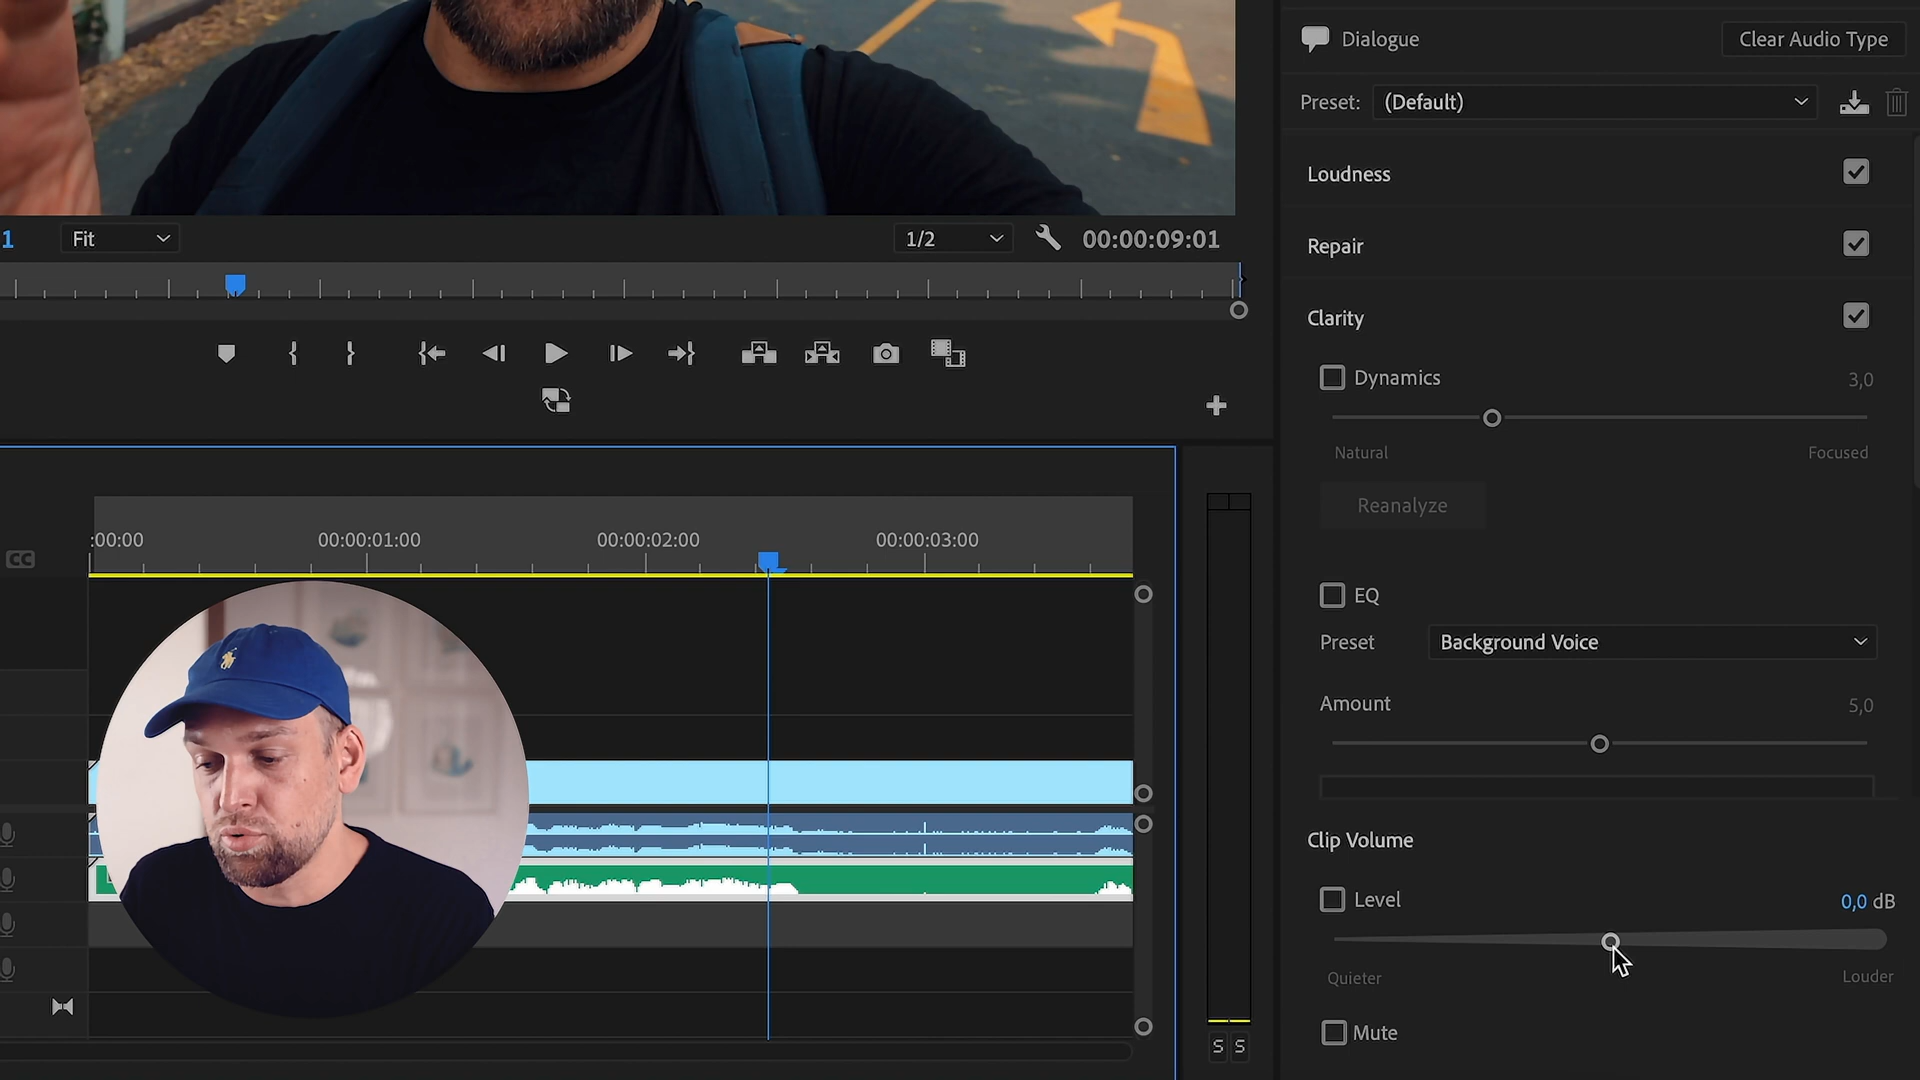 Dialogue
Clear Audio Type
Preset:
(Default)
Loudness
Repair
Clarity
Dynamics
3,0
Natural
Focused
Reanalyze
EQ
Preset
Background Voice
Amount
5,0
Clip Volume
Level
0,0 dB
Quieter
Louder
Mute
1
Fit
1/2
00:00:09:01
:00:00
00:00:01:00
00:00:02:00
00:00:03:00
CC
S S